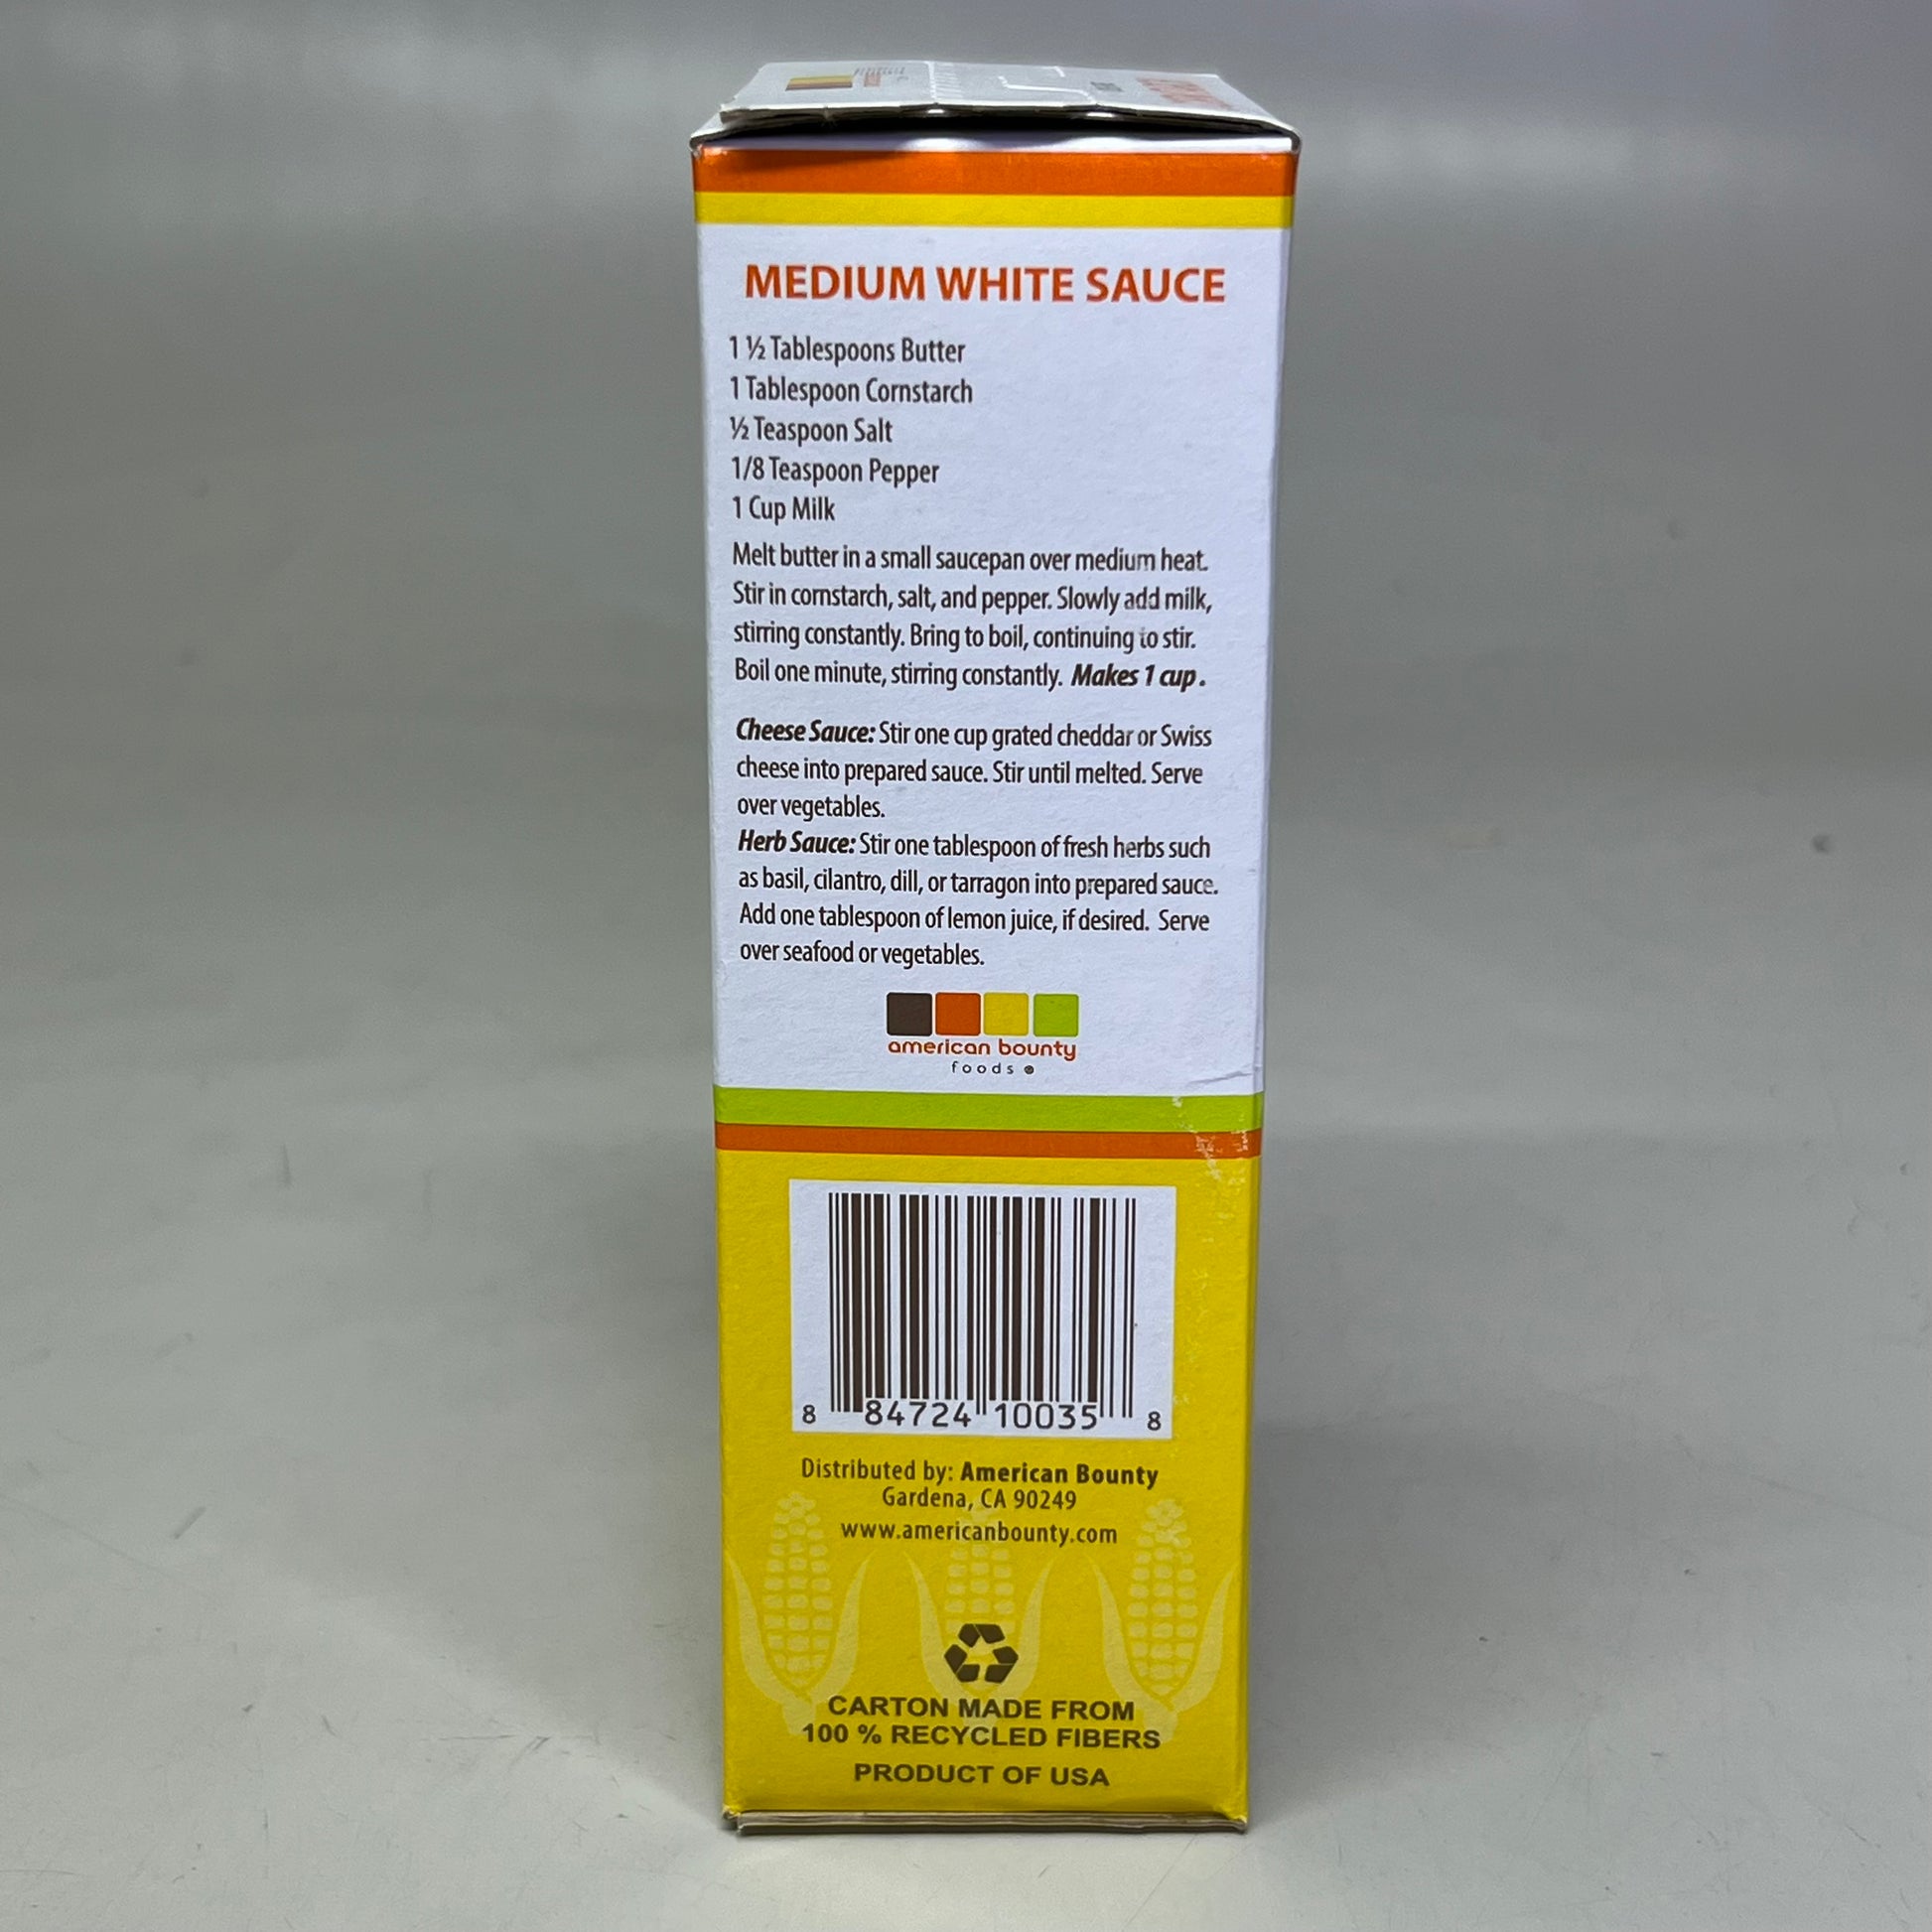 MEDIUM WHITE SAUCE
1 ½ Tablespoons Butter
1 Tablespoon Cornstarch
½ Teaspoon Salt
1/8 Teaspoon Pepper
1 Cup Milk
Melt butter in a small saucepan over medium heat.
Stir in cornstarch, salt, and pepper. Slowly add milk,
stirring constantly. Bring to boil, continuing to stir.
Boil one minute, stirring constantly. Makes 1 cup .
Cheese Sauce: Stir one cup grated cheddar or Swiss
cheese into prepared sauce. Stir until melted. Serve
over vegetables.
Herb Sauce: Stir one tablespoon of fresh herbs such
as basil, cilantro, dill, or tarragon into prepared sauce.
Add one tablespoon of lemon juice, if desired. Serve
over seafood or vegetables.
american bounty
foods
8 84724 10035 8
Distributed by: American Bounty
Gardena, CA 90249
www.americanbounty.com
CARTON MADE FROM
100 % RECYCLED FIBERS
PRODUCT OF USA